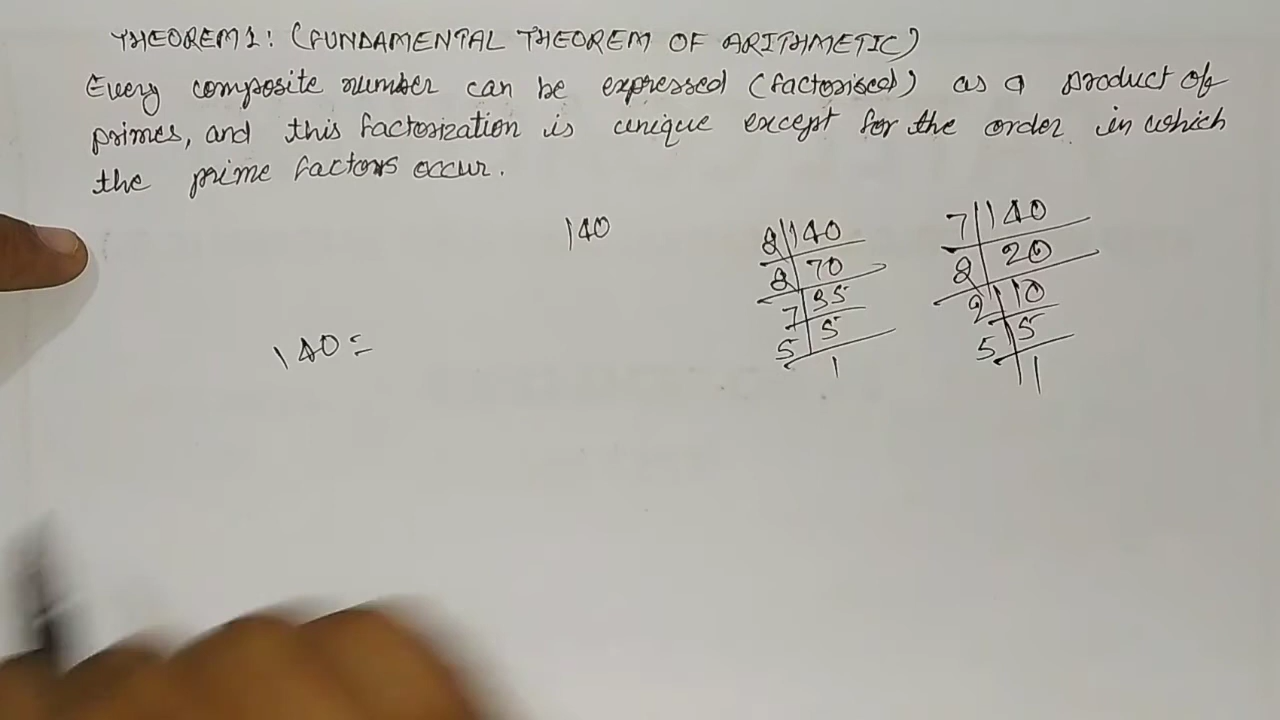 THEOREM 1: (FUNDAMENTAL THEOREM OF ARITHMETIC)
Every composite number can be expressed (factorised) as a product of
primes, and this factorization is unique except for the order in which
the prime factors occur.
140
2 | 140
2 | 70
7 | 35
5 | 5
1
7 | 140
2 | 20
2 | 10
5 | 5
1
140 =